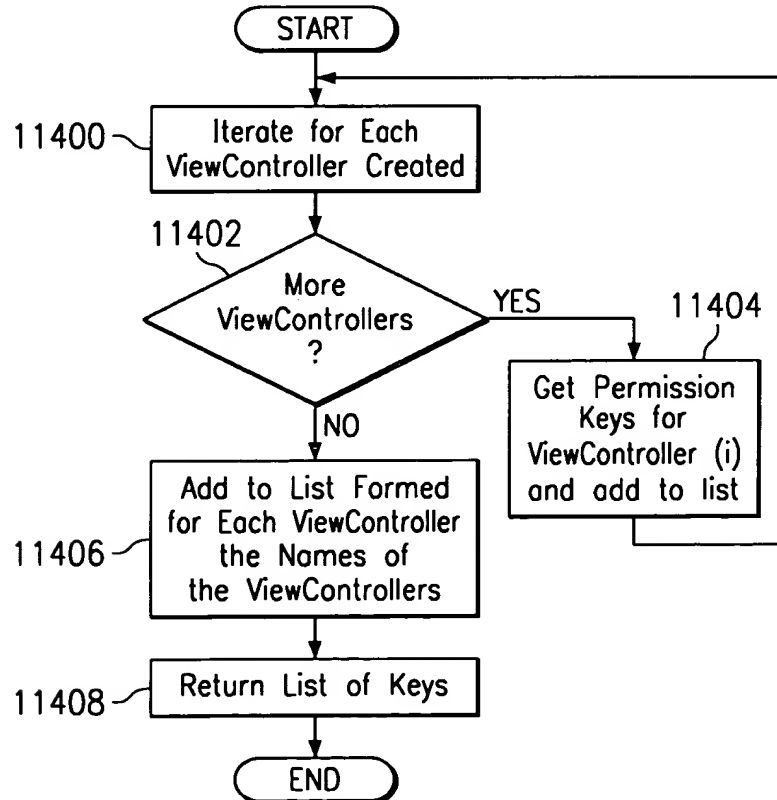 START
11400
Iterate for Each
ViewController Created
11402
More
ViewControllers
?
YES
11404
Get Permission
Keys for
ViewController (i)
and add to list
NO
11406
Add to List Formed
for Each ViewController
the Names of
the ViewControllers
11408
Return List of Keys
END